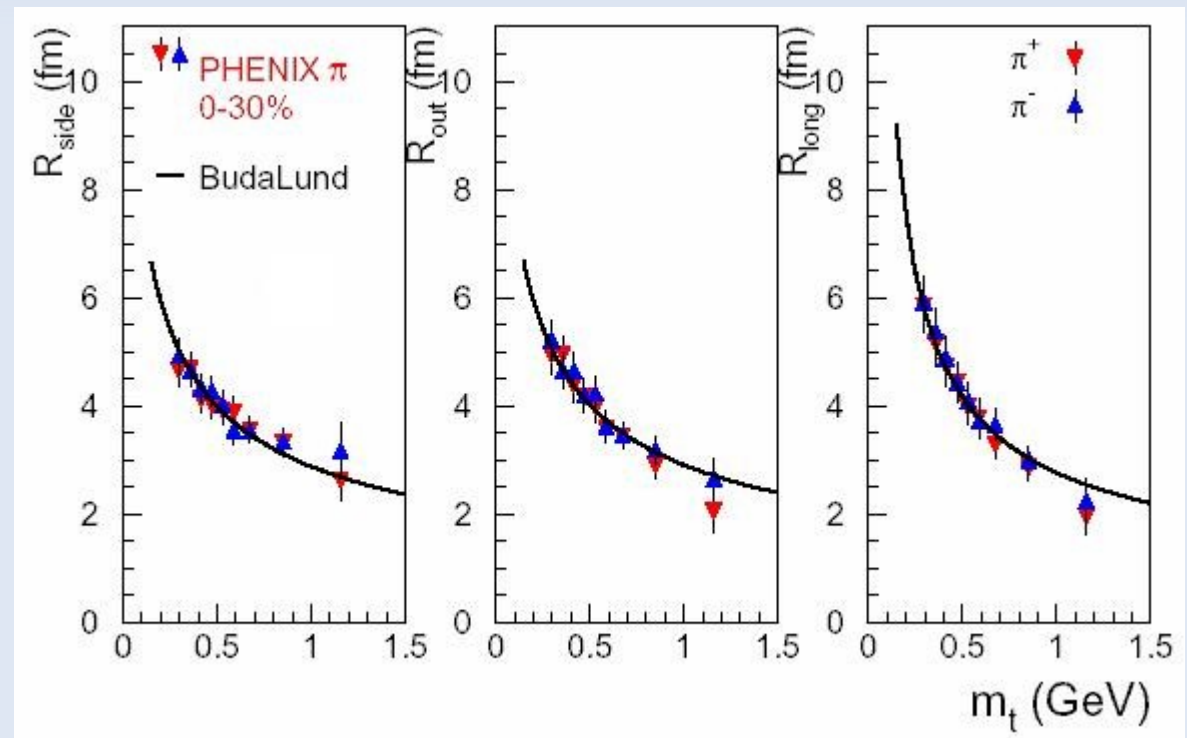 R_side (fm)
10
8
6
4
2
0
PHENIX π
0-30%
BudaLund
0 0.5 1 1.5
R_out (fm)
10
8
6
4
2
0
0 0.5 1 1.5
R_long (fm)
10
8
6
4
2
0
π⁺
π⁻
0 0.5 1 1.5
m_t (GeV)